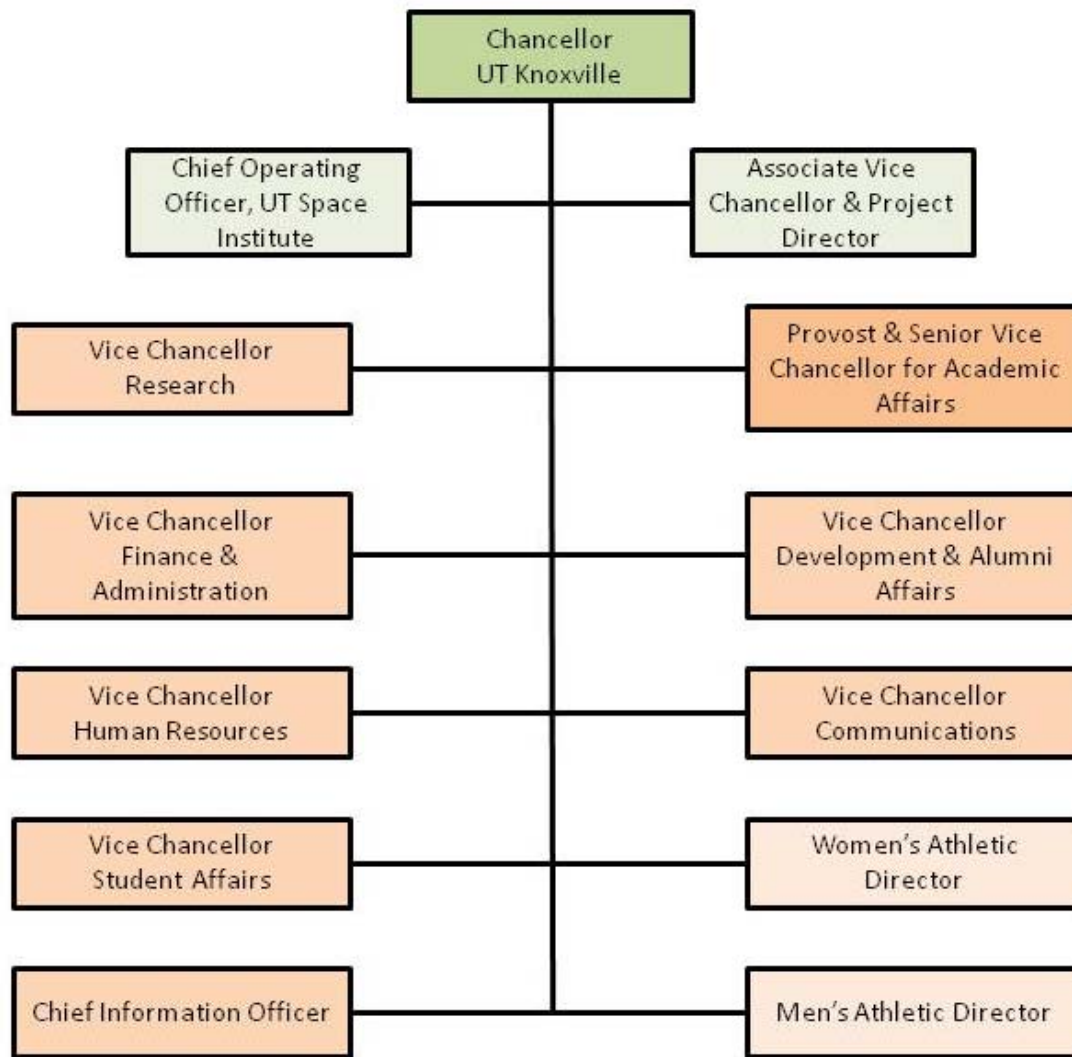 Chancellor
UT Knoxville
Chief Operating
Officer, UT Space
Institute
Associate Vice
Chancellor & Project
Director
Vice Chancellor
Research
Provost & Senior Vice
Chancellor for Academic
Affairs
Vice Chancellor
Finance &
Administration
Vice Chancellor
Development & Alumni
Affairs
Vice Chancellor
Human Resources
Vice Chancellor
Communications
Vice Chancellor
Student Affairs
Women’s Athletic
Director
Chief Information Officer
Men’s Athletic Director